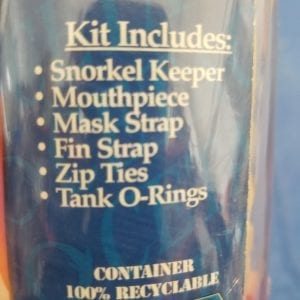 Kit Includes:
• Snorkel Keeper
• Mouthpiece
• Mask Strap
• Fin Strap
• Zip Ties
• Tank O-Rings
CONTAINER
100% RECYCLABLE